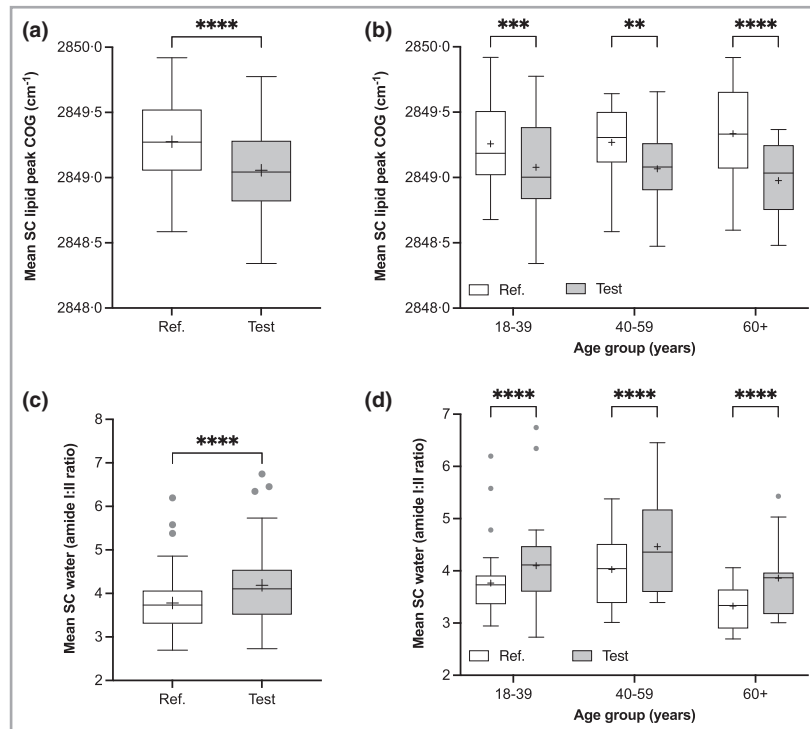 (a)
****
2850·0
2849·5
2849·0
2848·5
2848·0
Mean SC lipid peak COG (cm⁻¹)
Ref. Test
(b)
*** ** ****
2850·0
2849·5
2849·0
2848·5
2848·0
Mean SC lipid peak COG (cm⁻¹)
Ref. Test
18-39 40-59 60+
Age group (years)
(c)
****
8
7
6
5
4
3
2
Mean SC water (amide I:II ratio)
Ref. Test
(d)
**** **** ****
7
6
5
4
3
2
Mean SC water (amide I:II ratio)
Ref. Test
18-39 40-59 60+
Age group (years)